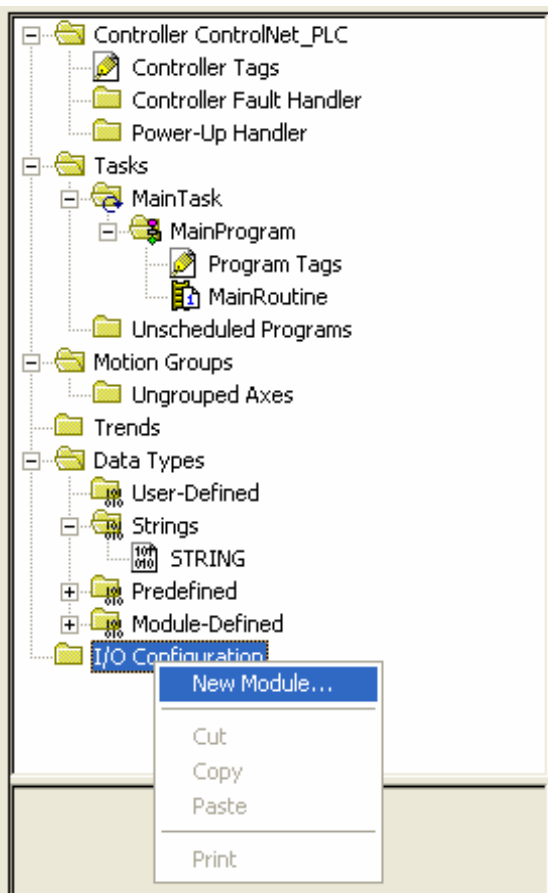 Controller ControlNet_PLC
Controller Tags
Controller Fault Handler
Power-Up Handler
Tasks
MainTask
MainProgram
Program Tags
MainRoutine
Unscheduled Programs
Motion Groups
Ungrouped Axes
Trends
Data Types
User-Defined
Strings
STRING
Predefined
Module-Defined
I/O Configuration
New Module...
Cut
Copy
Paste
Print